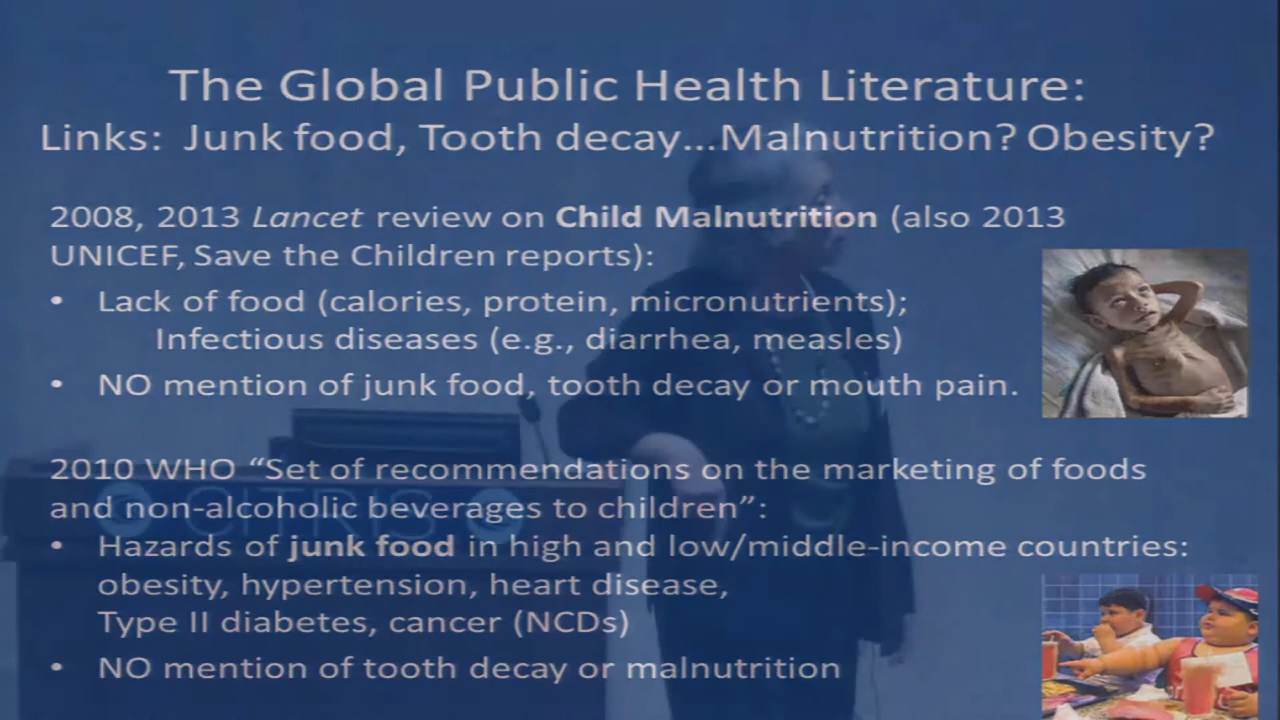 The Global Public Health Literature:
Links: Junk food, Tooth decay...Malnutrition? Obesity?
2008, 2013 Lancet review on Child Malnutrition (also 2013
UNICEF, Save the Children reports):
• Lack of food (calories, protein, micronutrients);
Infectious diseases (e.g., diarrhea, measles)
• NO mention of junk food, tooth decay or mouth pain.
2010 WHO “Set of recommendations on the marketing of foods
and non-alcoholic beverages to children”:
CITRIS
• Hazards of junk food in high and low/middle-income countries:
obesity, hypertension, heart disease,
Type II diabetes, cancer (NCDs)
• NO mention of tooth decay or malnutrition